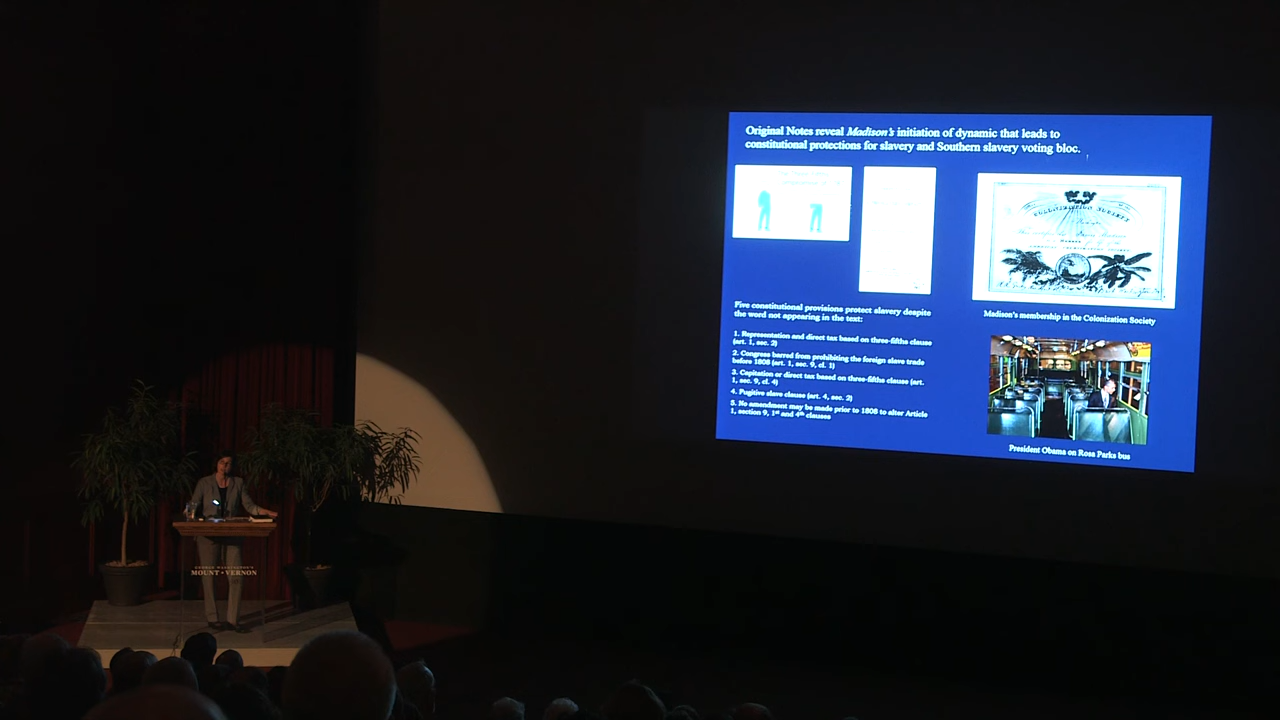 Original Notes reveal Madison's initiation of dynamic that leads to
constitutional protections for slavery and Southern slavery voting bloc.
Five constitutional provisions protect slavery despite
the word not appearing in the text:
1. Representation and direct tax based on three-fifths clause
(art. 1, sec. 2)
2. Congress barred from prohibiting the foreign slave trade
before 1808 (art. 1, sec. 9, cl. 1)
3. Capitation or direct tax based on three-fifths clause (art.
1, sec. 9, cl. 4)
4. Fugitive slave clause (art. 4, sec. 2)
5. No amendment may be made prior to 1808 to alter Article
1, section 9, 1st and 4th clauses
COLONIZATION SOCIETY
Madison's membership in the Colonization Society
President Obama on Rosa Parks bus
GEORGE WASHINGTON'S
MOUNT • VERNON